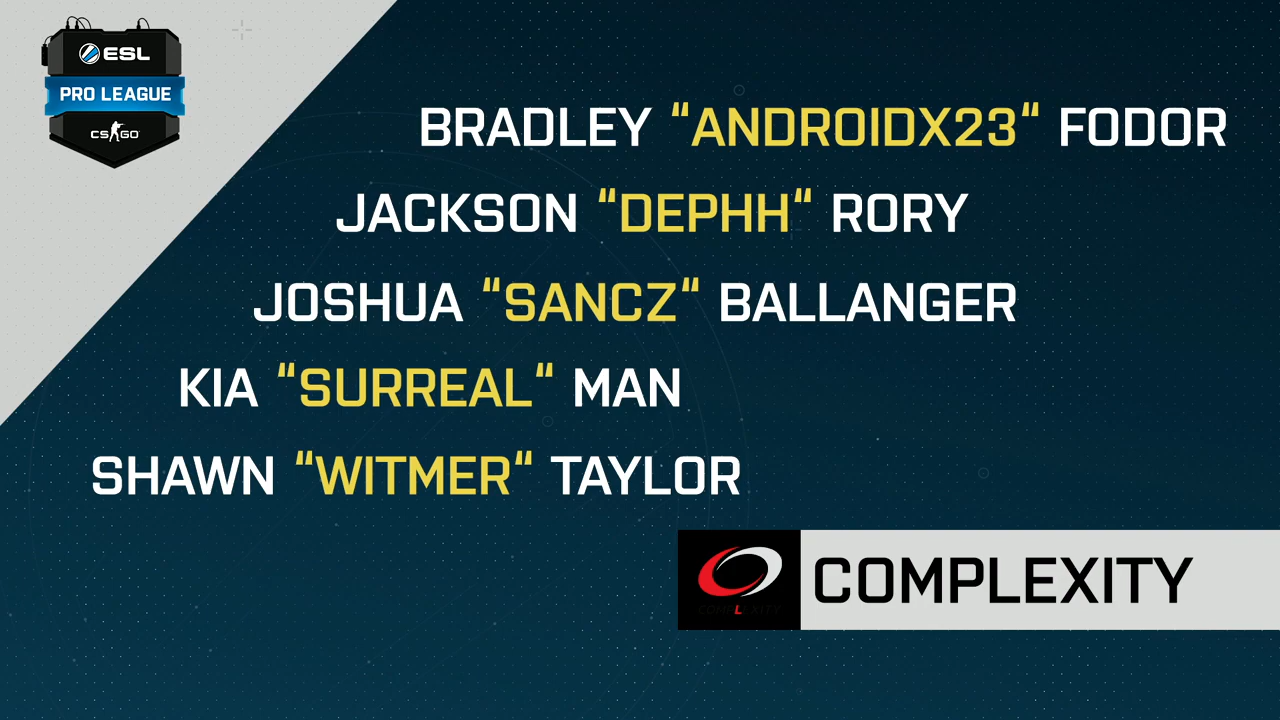 ESL
PRO LEAGUE
CS GO
BRADLEY “ANDROIDX23“ FODOR
JACKSON “DEPHH“ RORY
JOSHUA “SANCZ“ BALLANGER
KIA “SURREAL“ MAN
SHAWN “WITMER“ TAYLOR
COMPLEXITY
COMPLEXITY